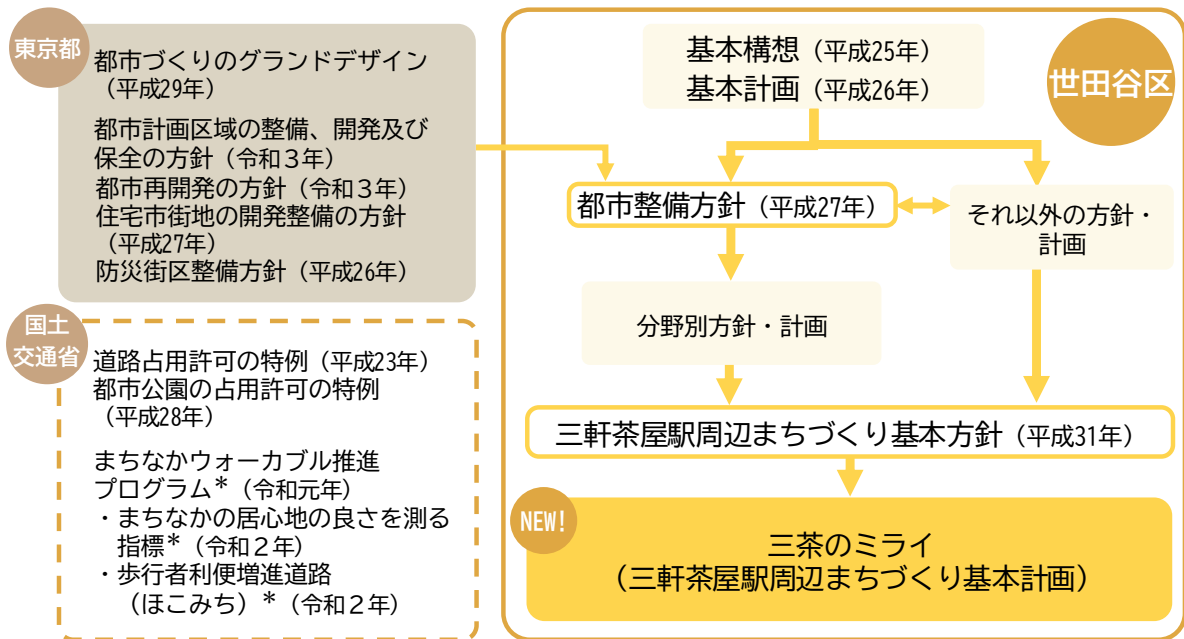 東京都
都市づくりのグランドデザイン
（平成29年）
都市計画区域の整備、開発及び
保全の方針（令和３年）
都市再開発の方針（令和３年）
住宅市街地の開発整備の方針
（平成27年）
防災街区整備方針（平成26年）
国土
交通省
道路占用許可の特例（平成23年）
都市公園の占用許可の特例
（平成28年）
まちなかウォーカブル推進
プログラム*（令和元年）
・まちなかの居心地の良さを測る
指標*（令和２年）
・歩行者利便増進道路
（ほこみち）*（令和２年）
世田谷区
基本構想（平成25年）
基本計画（平成26年）
都市整備方針（平成27年）
それ以外の方針・
計画
分野別方針・計画
三軒茶屋駅周辺まちづくり基本方針（平成31年）
NEW!
三茶のミライ
（三軒茶屋駅周辺まちづくり基本計画）